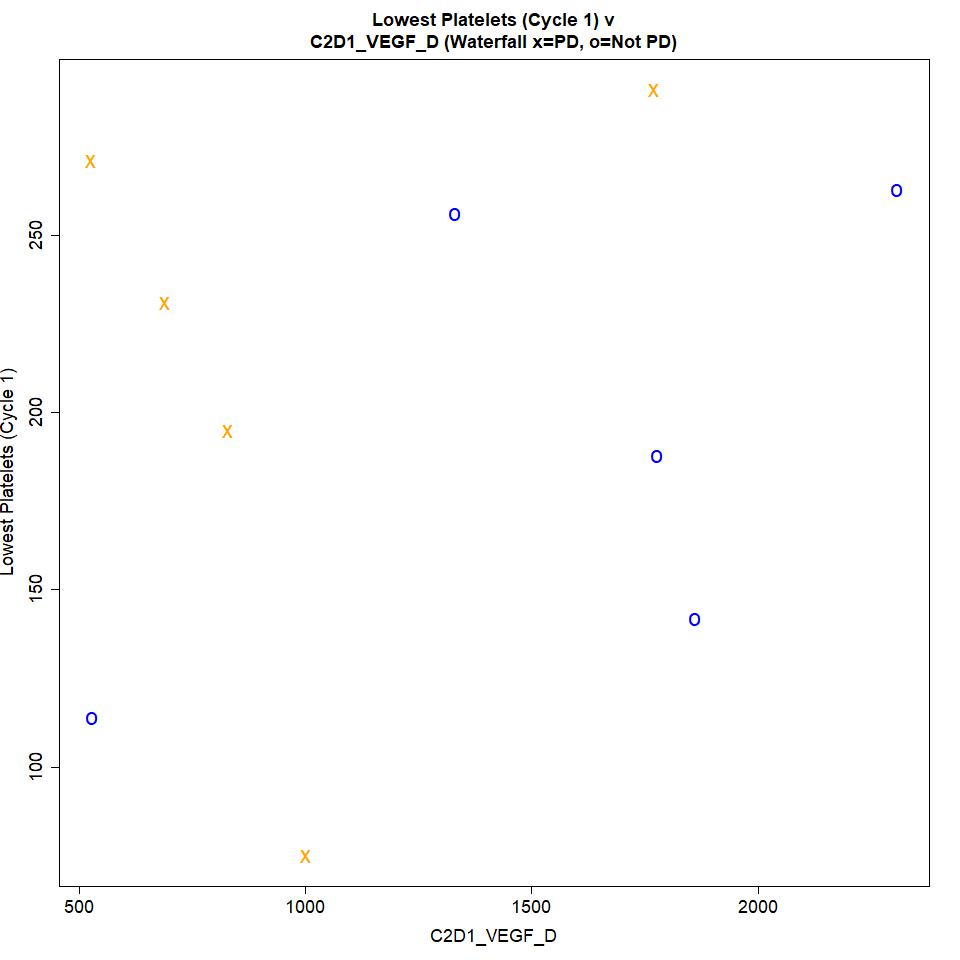 Lowest Platelets (Cycle 1) v
C2D1_VEGF_D (Waterfall x=PD, o=Not PD)
X
X
O
O
250
X
Lowest Platelets (Cycle 1)
200
X
O
150
O
O
100
X
500 1000 1500 2000
C2D1_VEGF_D